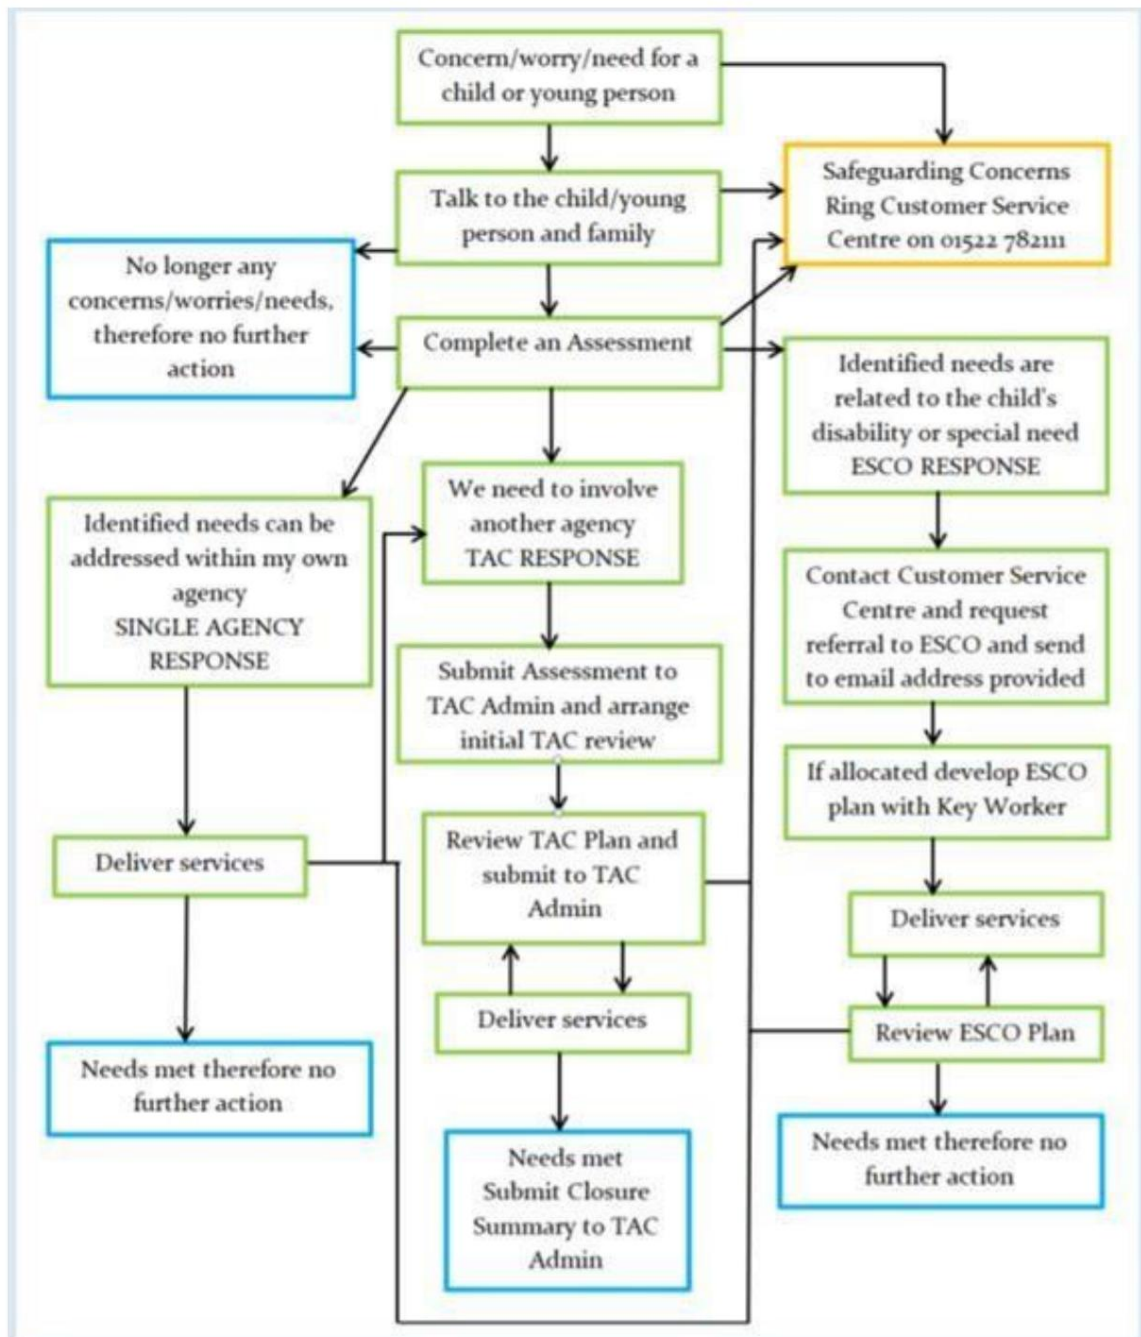 Concern/worry/need for a
child or young person
Talk to the child/young
person and family
Safeguarding Concerns
Ring Customer Service
Centre on 01522 782111
No longer any
concerns/worries/needs,
therefore no further
action
Complete an Assessment
Identified needs are
related to the child's
disability or special need
ESCO RESPONSE
Identified needs can be
addressed within my own
agency
SINGLE AGENCY
RESPONSE
We need to involve
another agency
TAC RESPONSE
Contact Customer Service
Centre and request
referral to ESCO and send
to email address provided
Submit Assessment to
TAC Admin and arrange
initial TAC review
If allocated develop ESCO
plan with Key Worker
Deliver services
Review TAC Plan and
submit to TAC
Admin
Deliver services
Deliver services
Review ESCO Plan
Needs met therefore no
further action
Needs met
Submit Closure
Summary to TAC
Admin
Needs met therefore no
further action